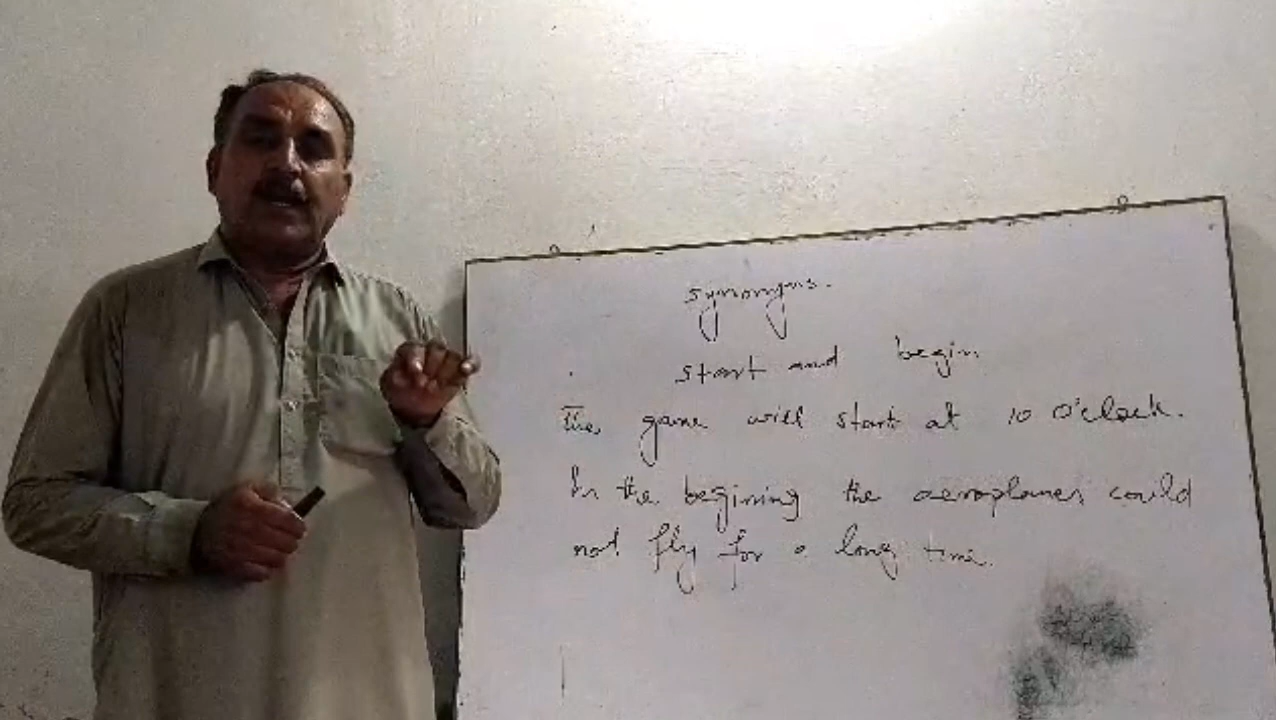 synonyms.
start and begin
The game will start at 10 O'clock.
In the begining the aeroplanes could
not fly for a long time.